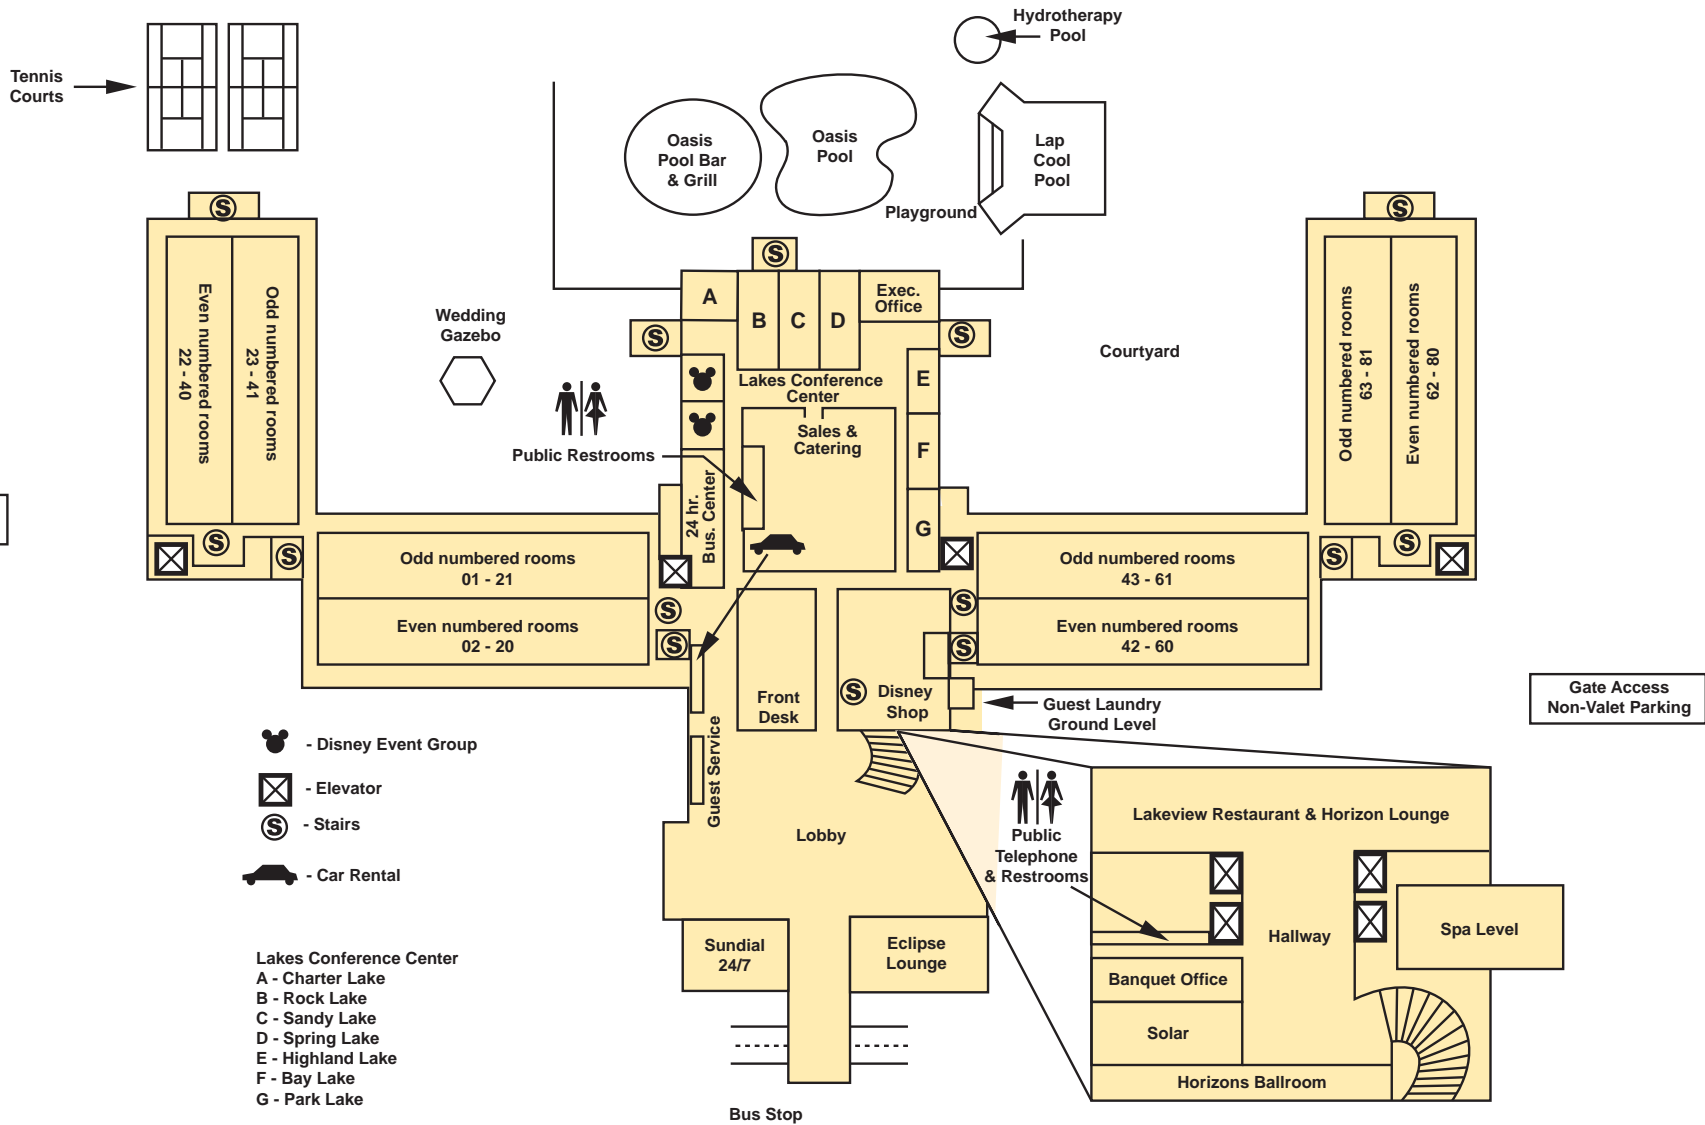 Hydrotherapy
Pool
Tennis
Courts
Oasis
Pool Bar
& Grill
Oasis
Pool
Lap
Cool
Pool
Playground
S
S
S
S
S
Even numbered rooms
22 - 40
Odd numbered rooms
23 - 41
Wedding
Gazebo
A
B
C
D
Exec.
Office
Courtyard
Odd numbered rooms
63 - 81
Even numbered rooms
62 - 80
Lakes Conference
Center
E
Sales &
Catering
F
Public Restrooms
24 hr.
Bus. Center
G
S
S
S
S
Odd numbered rooms
01 - 21
Odd numbered rooms
43 - 61
S
S
Even numbered rooms
02 - 20
Even numbered rooms
42 - 60
S
S
Front
Desk
S
Disney
Shop
Guest Laundry
Ground Level
Gate Access
Non-Valet Parking
Guest Service
- Disney Event Group
- Elevator
S
- Stairs
- Car Rental
Lobby
Public
Telephone
& Restrooms
Lakeview Restaurant & Horizon Lounge
Hallway
Spa Level
Sundial
24/7
Eclipse
Lounge
Banquet Office
Solar
Horizons Ballroom
Lakes Conference Center
A - Charter Lake
B - Rock Lake
C - Sandy Lake
D - Spring Lake
E - Highland Lake
F - Bay Lake
G - Park Lake
Bus Stop